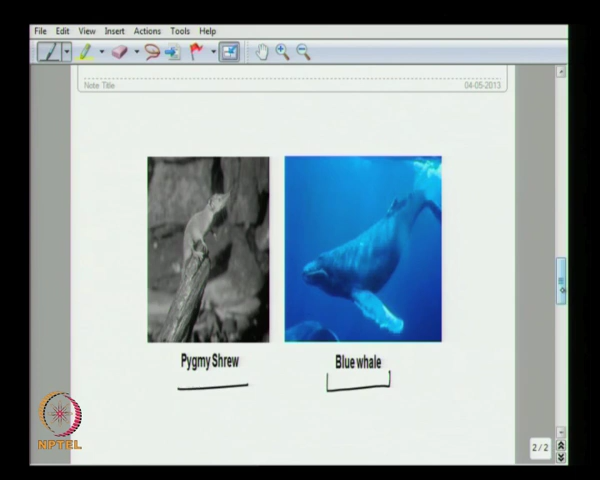 File Edit View Insert Actions Tools Help
Note Title 04-05-2013
Pygmy Shrew Blue whale
2/2
NPTEL